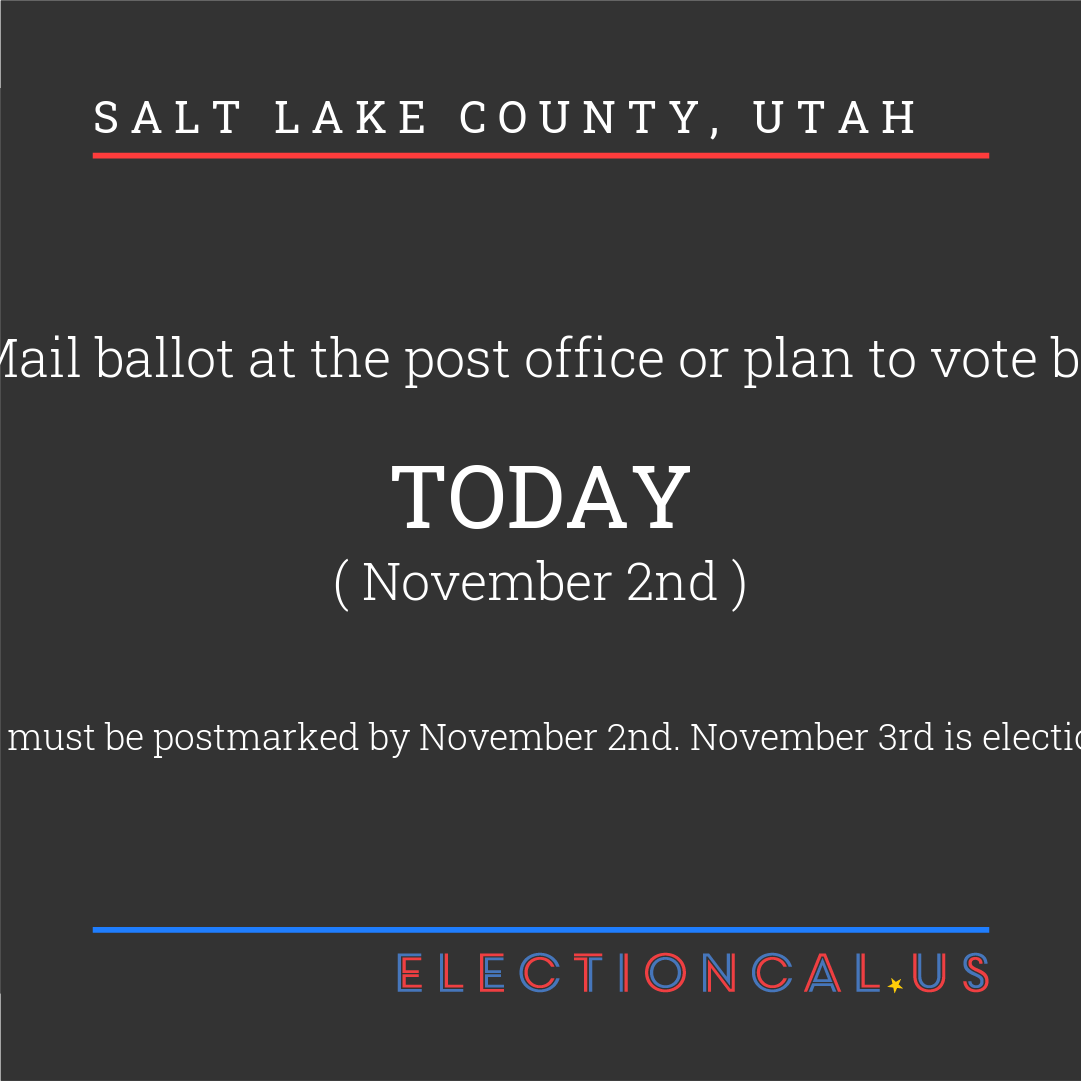 SALT LAKE COUNTY, UTAH
Mail ballot at the post office or plan to vote b
TODAY
( November 2nd )
must be postmarked by November 2nd. November 3rd is electio
ELECTIONCAL.US